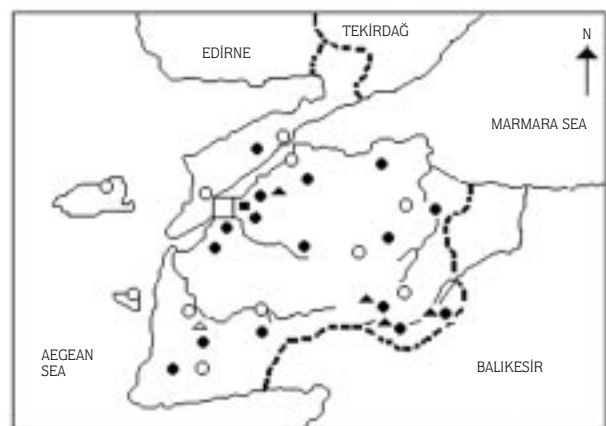 TEKİRDAĞ
EDİRNE
N
MARMARA SEA
AEGEAN
SEA
BALIKESİR